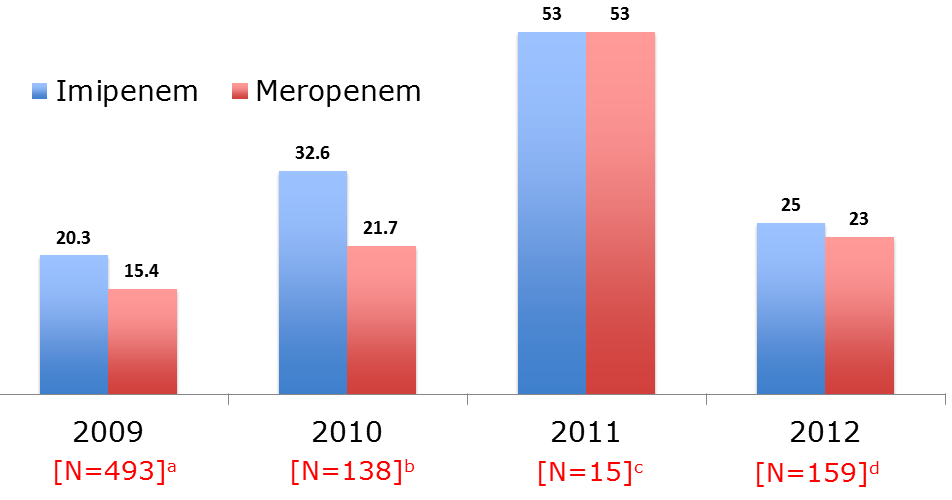 53 53
Imipenem Meropenem
32.6
25 23
20.3 21.7
15.4
2009 2010 2011 2012
[N=493]ᵃ [N=138]ᵇ [N=15]ᶜ [N=159]ᵈ